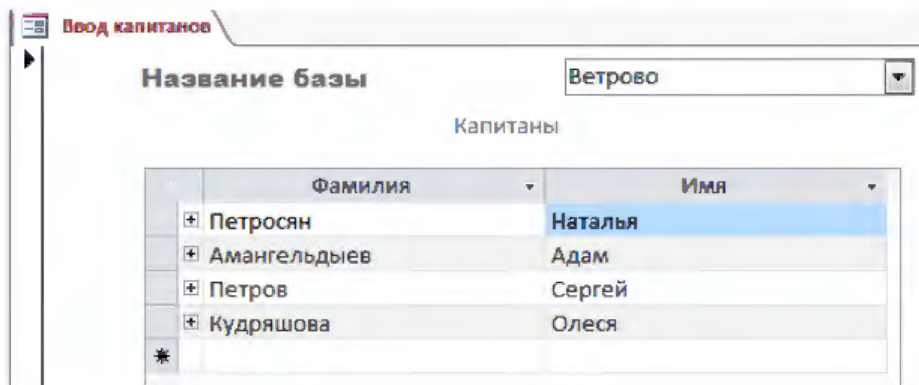 Ввод капитанов
Название базы Ветрово
Капитаны
Фамилия Имя
Петросян Наталья
Амангельдыев Адам
Петров Сергей
Кудряшова Олеся